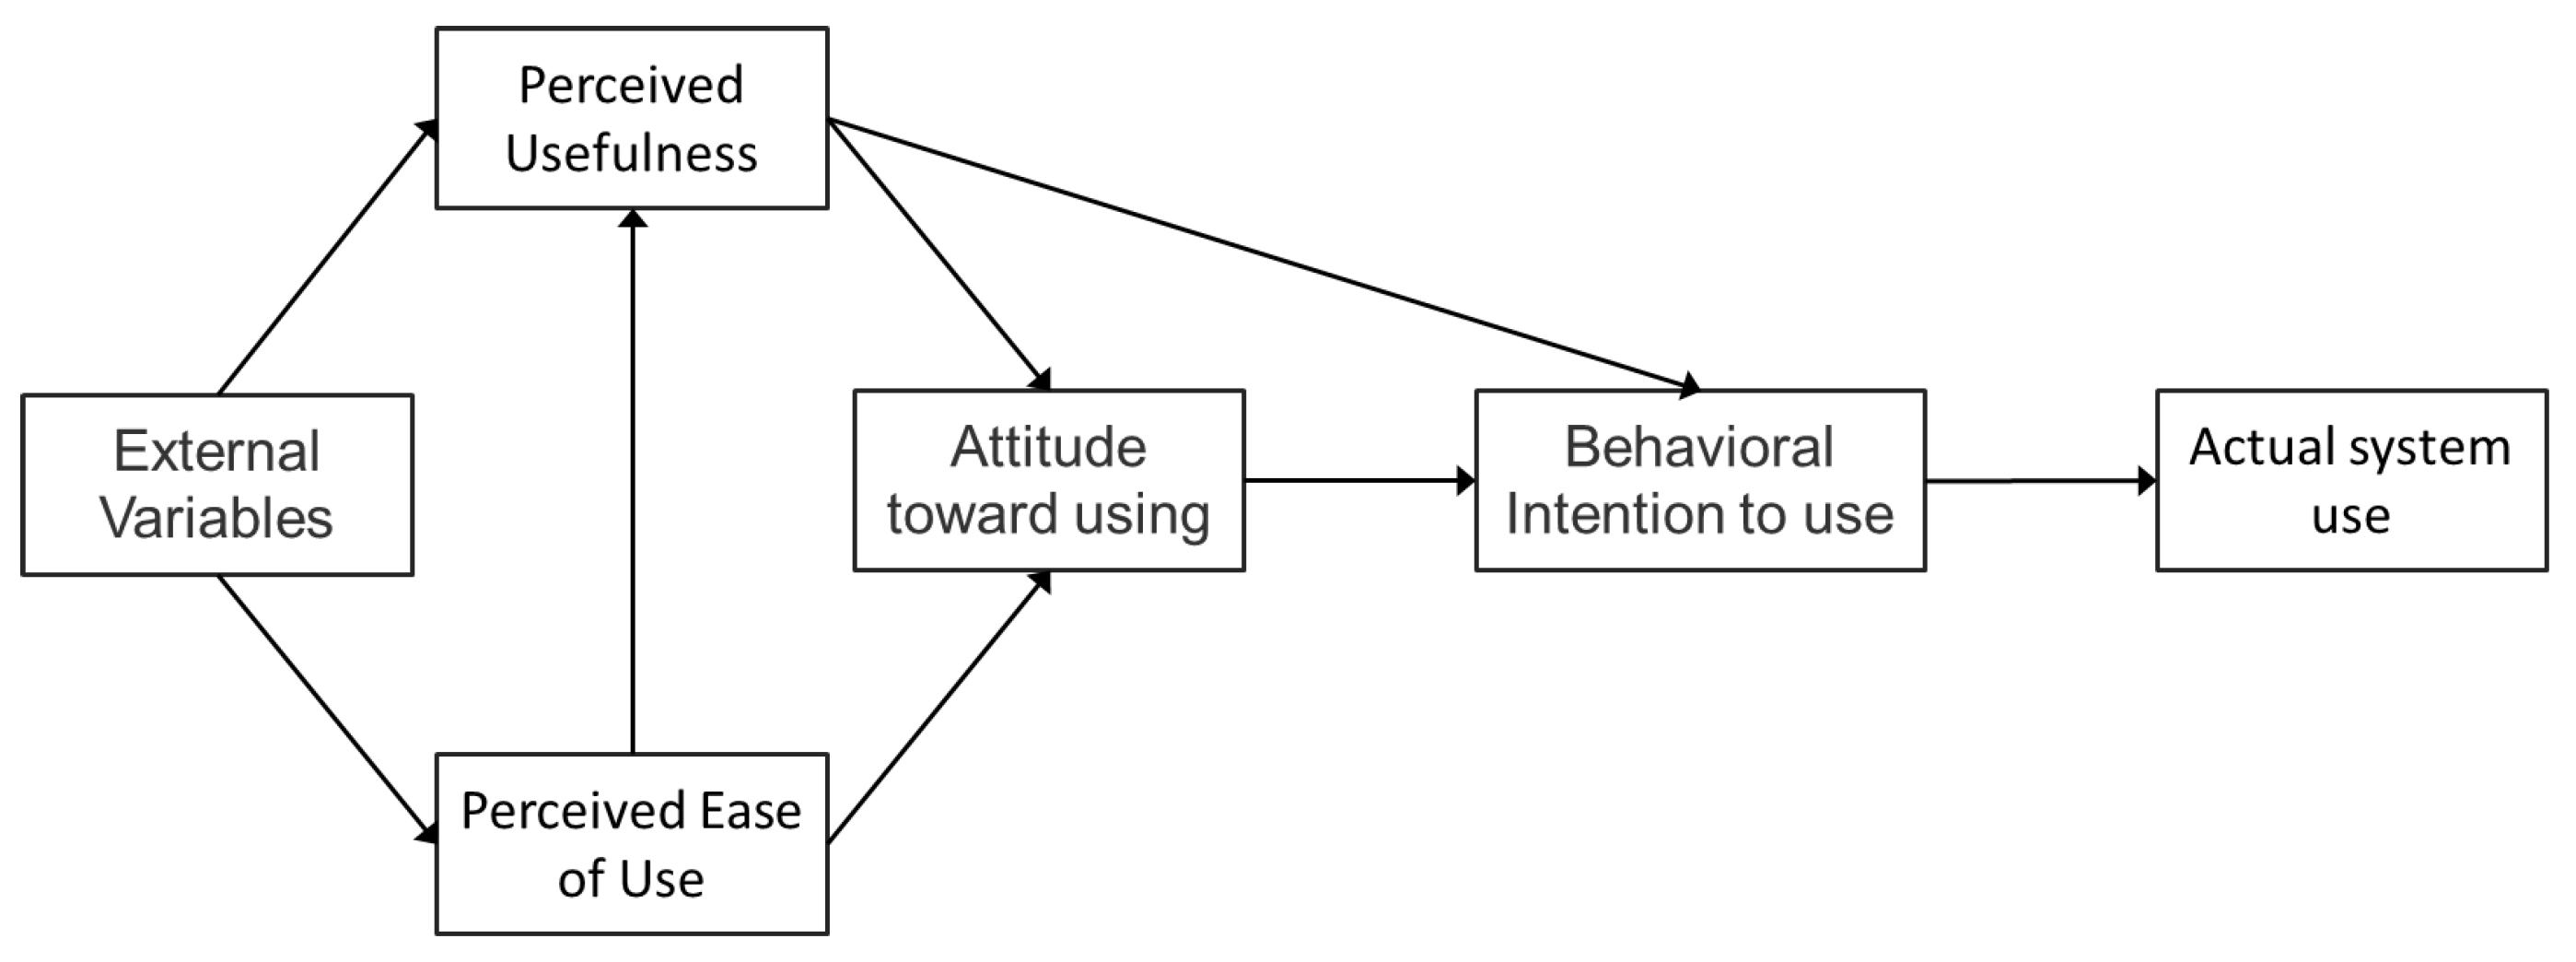 Perceived
Usefulness
External
Variables
Attitude
toward using
Behavioral
Intention to use
Actual system
use
Perceived Ease
of Use